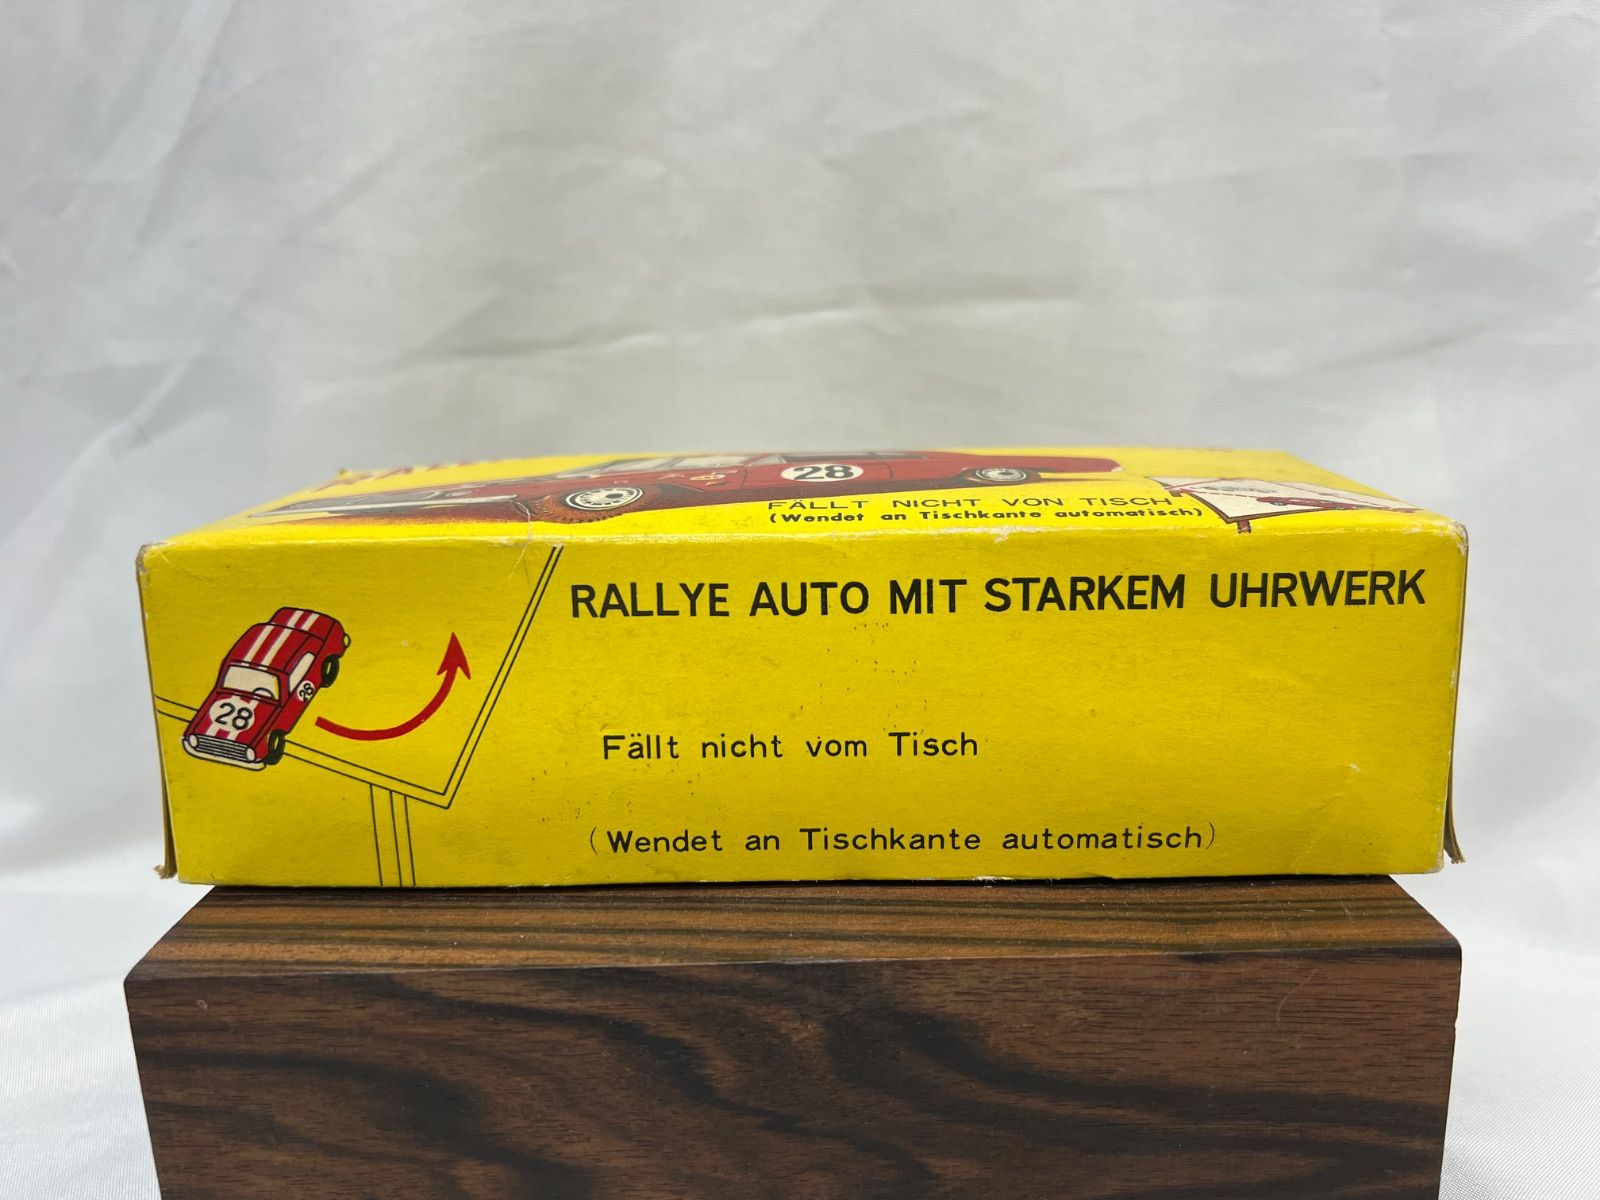 28
FÄLLT NICHT VON TISCH
(Wendet an Tischkante automatisch)
RALLYE AUTO MIT STARKEM UHRWERK
28
28
Fällt nicht vom Tisch
(Wendet an Tischkante automatisch)